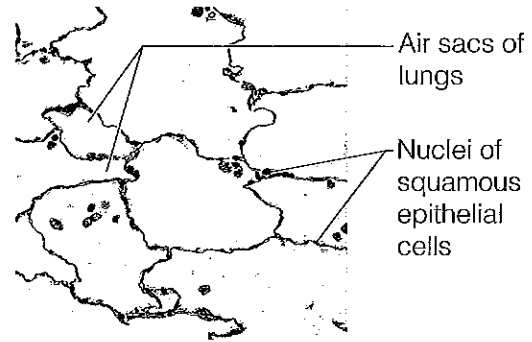 Air sacs of
lungs
Nuclei of
squamous
epithelial
cells